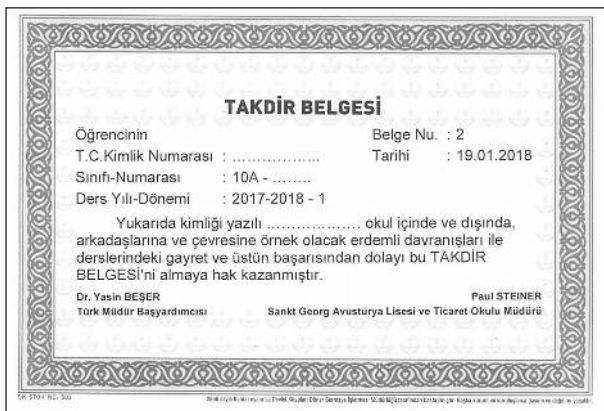 TAKDİR BELGESİ
Öğrencinin Belge Nu. : 2
T.C.Kimlik Numarası : .................. Tarihi : 19.01.2018
Sınıfı-Numarası : 10A - ........
Ders Yılı-Dönemi : 2017-2018 - 1
Yukarıda kimliği yazılı ................... okul içinde ve dışında,
arkadaşlarına ve çevresine örnek olacak erdemli davranışları ile
derslerindeki gayret ve üstün başarısından dolayı bu TAKDİR
BELGESİ'ni almaya hak kazanmıştır.
Dr. Yasin BEŞER Paul STEINER
Türk Müdür Başyardımcısı Sankt Georg Avusturya Lisesi ve Ticaret Okulu Müdürü